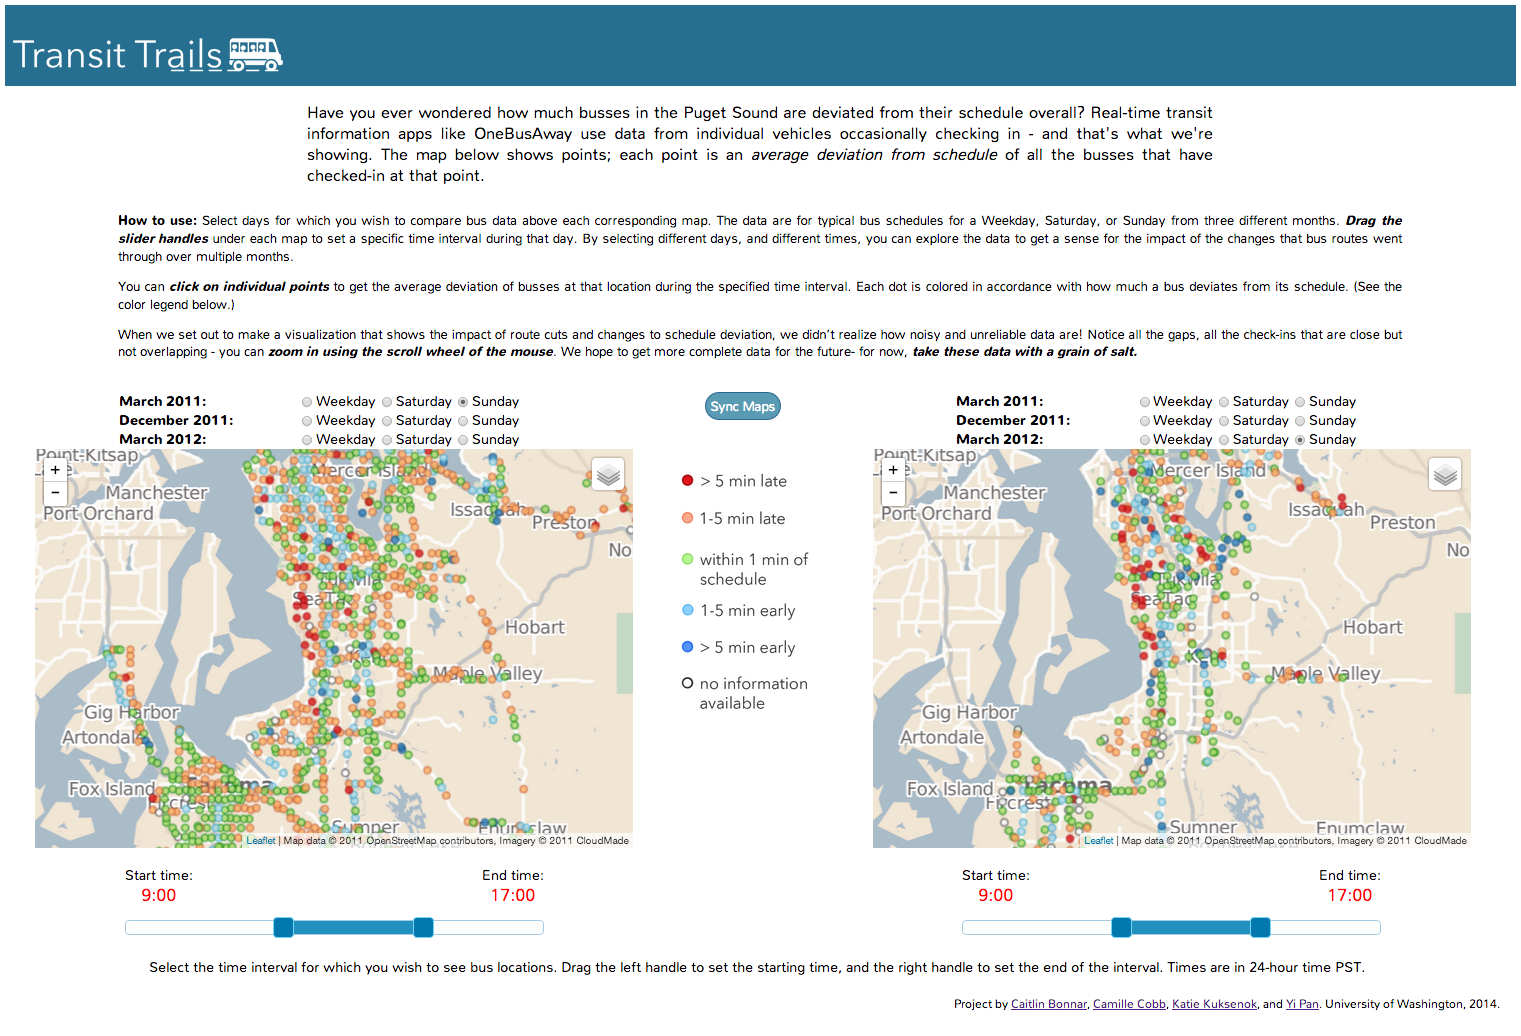 Transit Trails
Have you ever wondered how much busses in the Puget Sound are deviated from their schedule overall? Real-time transit
information apps like OneBusAway use data from individual vehicles occasionally checking in - and that's what we're
showing. The map below shows points; each point is an average deviation from schedule of all the busses that have
checked-in at that point.
How to use: Select days for which you wish to compare bus data above each corresponding map. The data are for typical bus schedules for a Weekday, Saturday, or Sunday from three different months. Drag the
slider handles under each map to set a specific time interval during that day. By selecting different days, and different times, you can explore the data to get a sense for the impact of the changes that bus routes went
through over multiple months.
You can click on individual points to get the average deviation of busses at that location during the specified time interval. Each dot is colored in accordance with how much a bus deviates from its schedule. (See the
color legend below.)
When we set out to make a visualization that shows the impact of route cuts and changes to schedule deviation, we didn't realize how noisy and unreliable data are! Notice all the gaps, all the check-ins that are close but
not overlapping - you can zoom in using the scroll wheel of the mouse. We hope to get more complete data for the future- for now, take these data with a grain of salt.
March 2011: Weekday Saturday Sunday
December 2011: Weekday Saturday Sunday
March 2012: Weekday Saturday Sunday
Sync Maps
March 2011: Weekday Saturday Sunday
December 2011: Weekday Saturday Sunday
March 2012: Weekday Saturday Sunday
Point-Kitsap
+
-
Manchester
Port Orchard
Mercer Island
Issaquah
Preston
No
Tukwila
SeaTac
Hobart
Maple Valley
Gig Harbor
Artondale
Fox Island
Tacoma
Fircrest
Sumner
Enumclaw
Leaflet | Map data © 2011 OpenStreetMap contributors, Imagery © 2011 CloudMade
> 5 min late
1-5 min late
within 1 min of
schedule
1-5 min early
> 5 min early
no information
available
Point-Kitsap
+
-
Manchester
Port Orchard
Mercer Island
Issaquah
Preston
No
Tukwila
SeaTac
Hobart
Maple Valley
Gig Harbor
Artondale
Fox Island
Tacoma
Fircrest
Sumner
Enumclaw
Leaflet | Map data © 2011 OpenStreetMap contributors, Imagery © 2011 CloudMade
Start time: End time:
9:00 17:00
Start time: End time:
9:00 17:00
Select the time interval for which you wish to see bus locations. Drag the left handle to set the starting time, and the right handle to set the end of the interval. Times are in 24-hour time PST.
Project by Caitlin Bonnar, Camille Cobb, Katie Kuksenok, and Yi Pan. University of Washington, 2014.